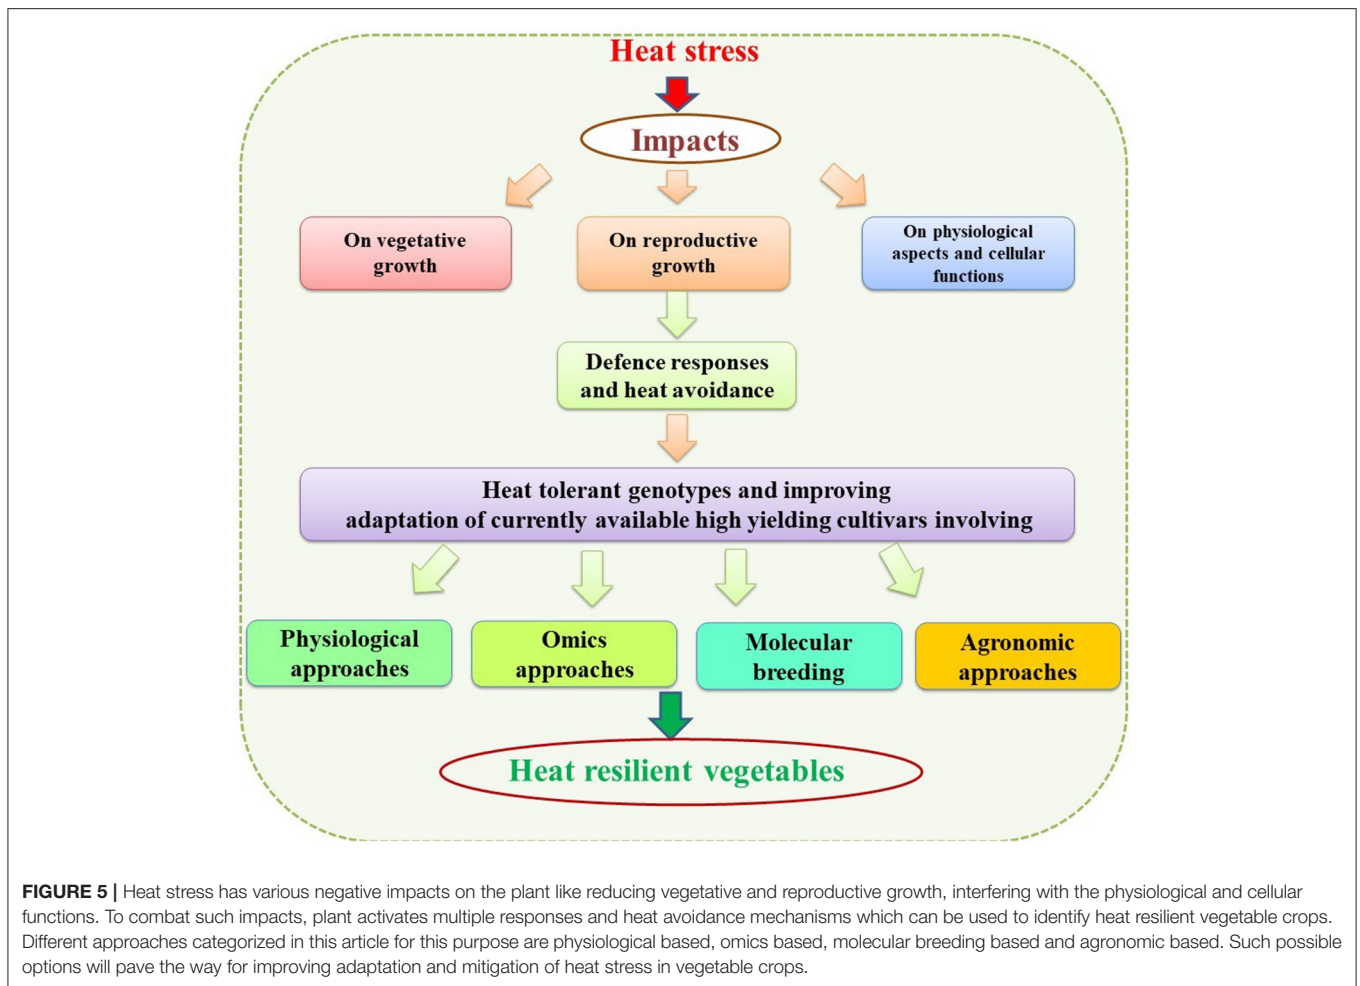 Heat stress
Impacts
On vegetative
growth
On reproductive
growth
On physiological
aspects and cellular
functions
Defence responses
and heat avoidance
Heat tolerant genotypes and improving
adaptation of currently available high yielding cultivars involving
Physiological
approaches
Omics
approaches
Molecular
breeding
Agronomic
approaches
Heat resilient vegetables
FIGURE 5 | Heat stress has various negative impacts on the plant like reducing vegetative and reproductive growth, interfering with the physiological and cellular
functions. To combat such impacts, plant activates multiple responses and heat avoidance mechanisms which can be used to identify heat resilient vegetable crops.
Different approaches categorized in this article for this purpose are physiological based, omics based, molecular breeding based and agronomic based. Such possible
options will pave the way for improving adaptation and mitigation of heat stress in vegetable crops.